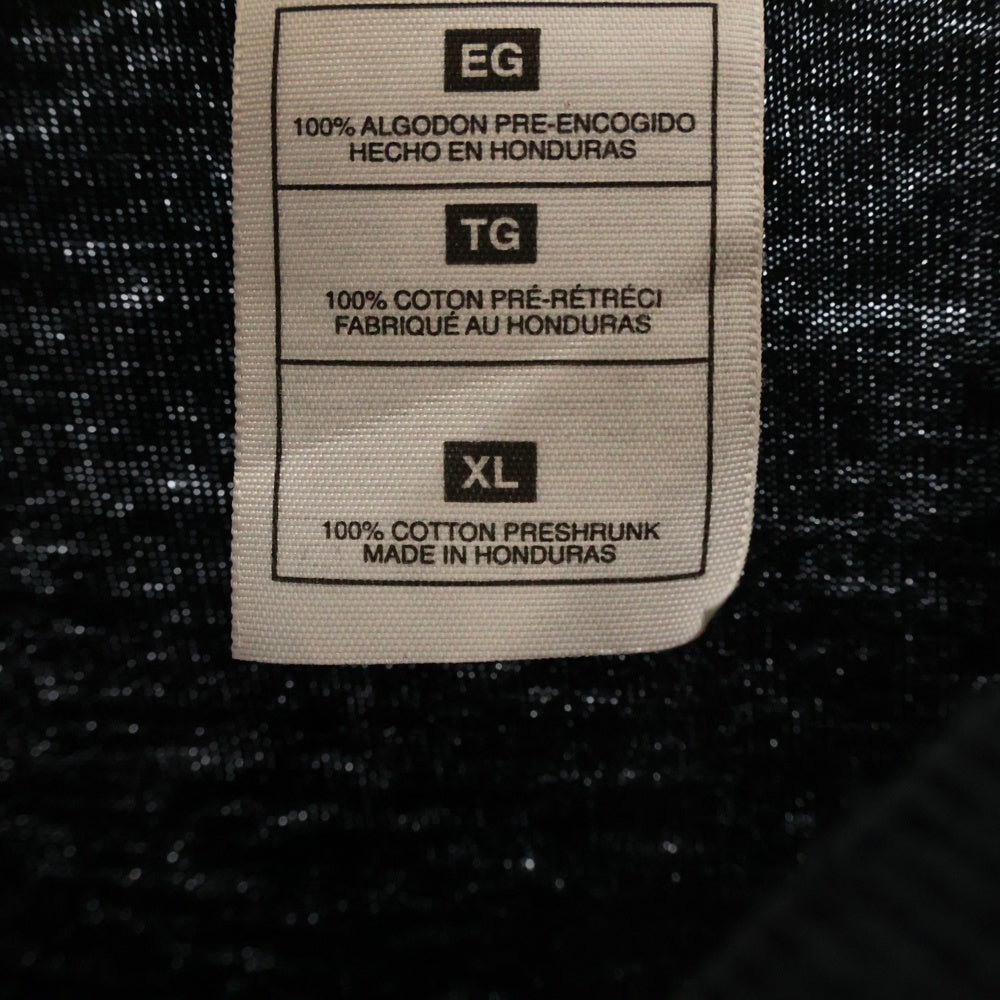 EG
100% ALGODON PRE-ENCOGIDO
HECHO EN HONDURAS
TG
100% COTON PRÉ-RÉTRÉCI
FABRIQUÉ AU HONDURAS
XL
100% COTTON PRESHRUNK
MADE IN HONDURAS